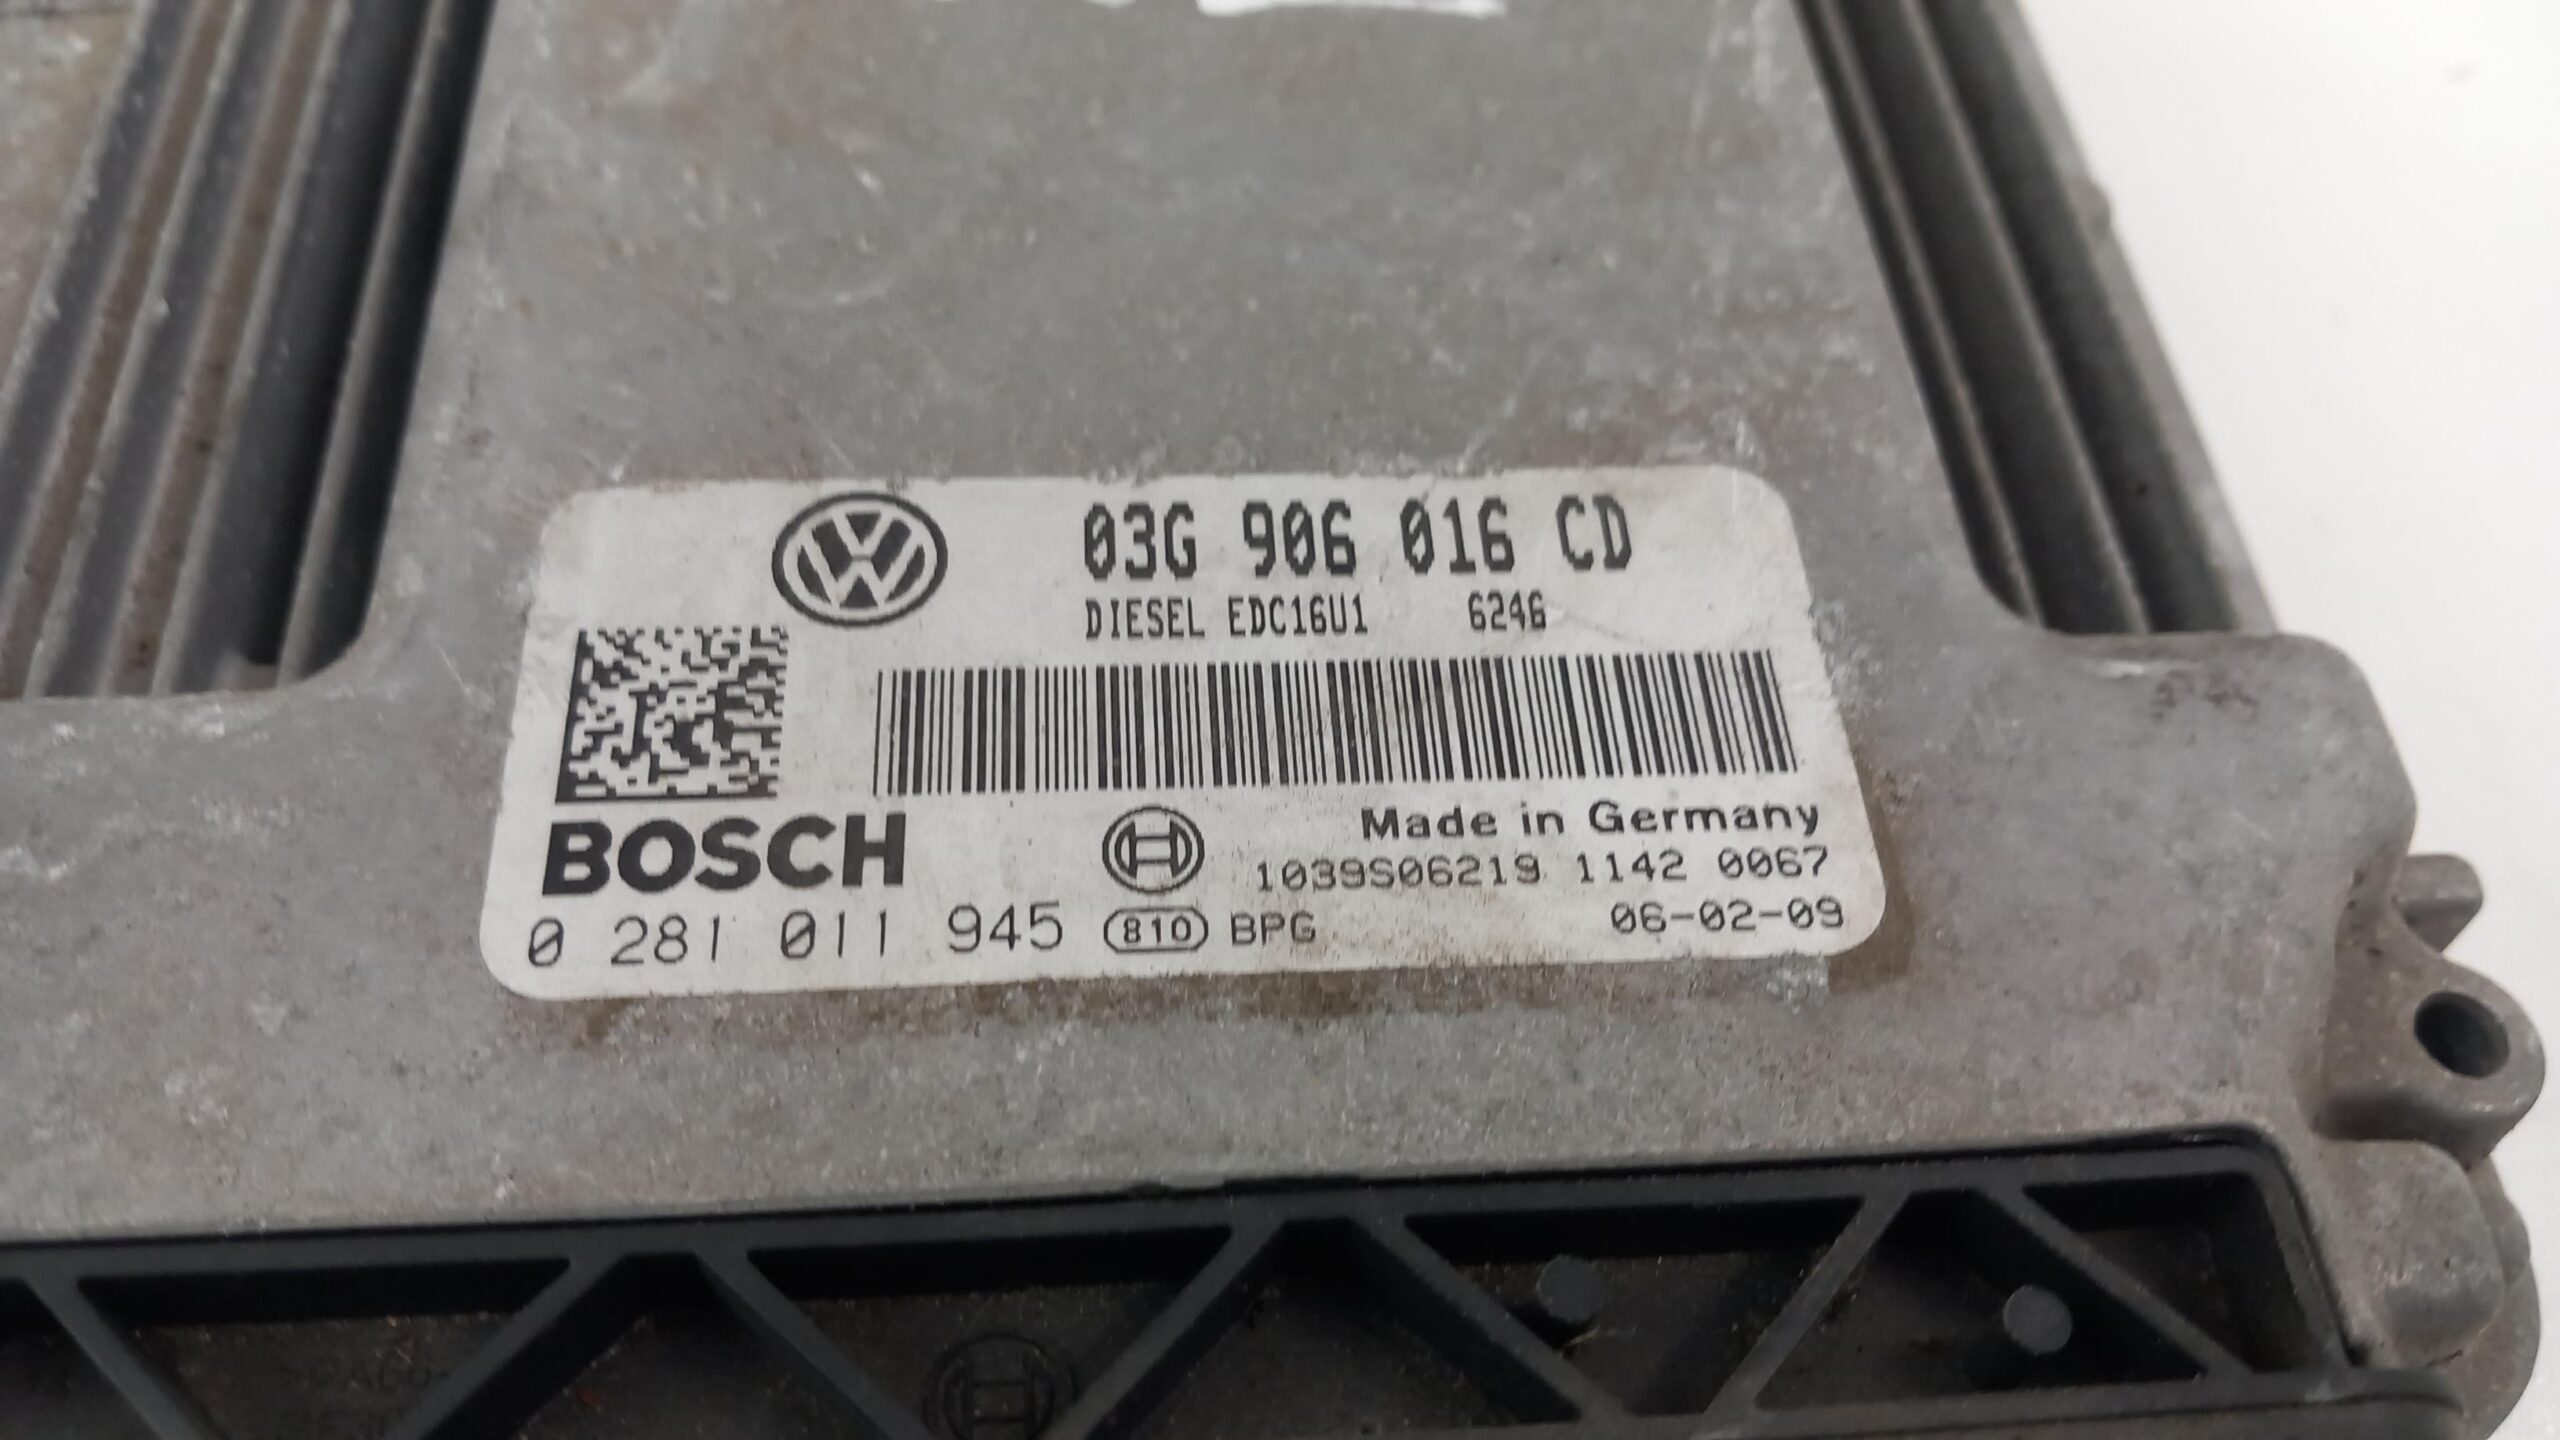 03G 906 016 CD
DIESEL EDC16U1 6246
BOSCH
Made in Germany
1039S06219 1142 0067
0 281 011 945 810 BPG 06-02-09